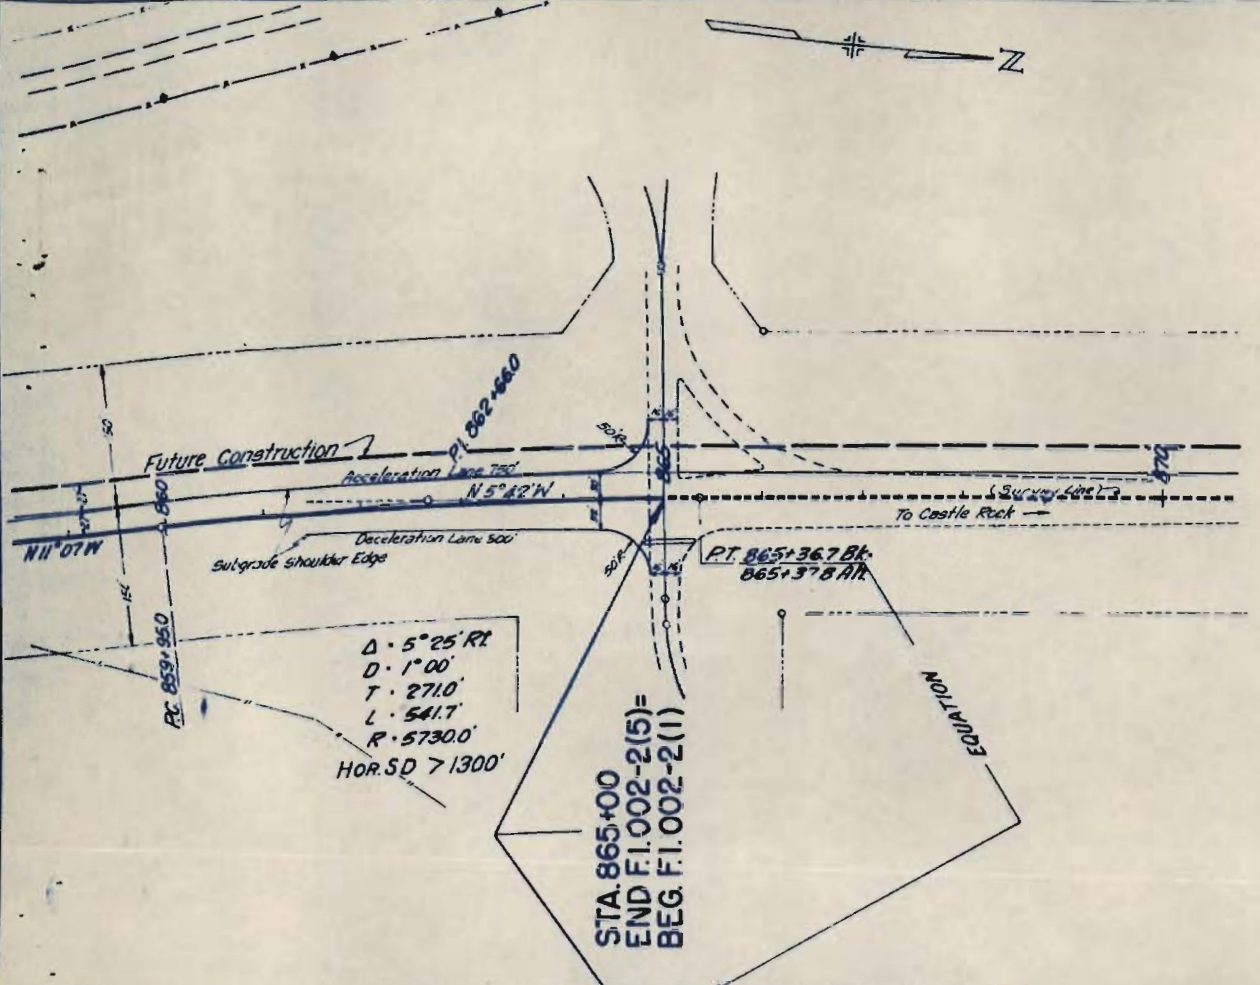 N
P.I. 862+66.0
Future Construction
Acceleration Lane 750'
N 5°42'W
50'R.
865
870
860
(Survey Line)
To Castle Rock
N 11°07'W
Deceleration Lane 500'
Subgrade Shoulder Edge
50'R.
P.T. 865+36.7 Bk.
865+37.8 Ah.
150'
P.C. 859+95.0
Δ · 5°25' Rt
D · 1°00'
T · 271.0'
L · 541.7'
R · 5730.0'
HOR. S D > 1300'
EQUATION
STA. 865+00
END F.I.002-2(5)=
BEG. F.I.002-2(1)